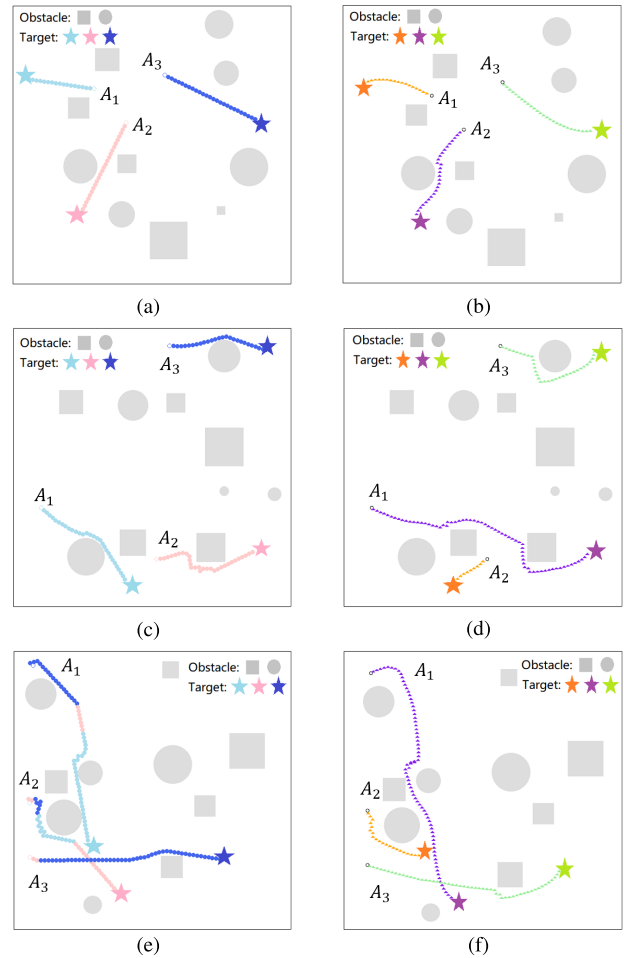 Obstacle:
Target:
A₃
A₁
A₂
(a)
Obstacle:
Target:
A₃
A₁
A₂
(b)
Obstacle:
Target:
A₃
A₁
A₂
(c)
Obstacle:
Target:
A₃
A₁
A₂
(d)
A₁
Obstacle:
Target:
A₂
A₃
(e)
A₁
Obstacle:
Target:
A₂
A₃
(f)